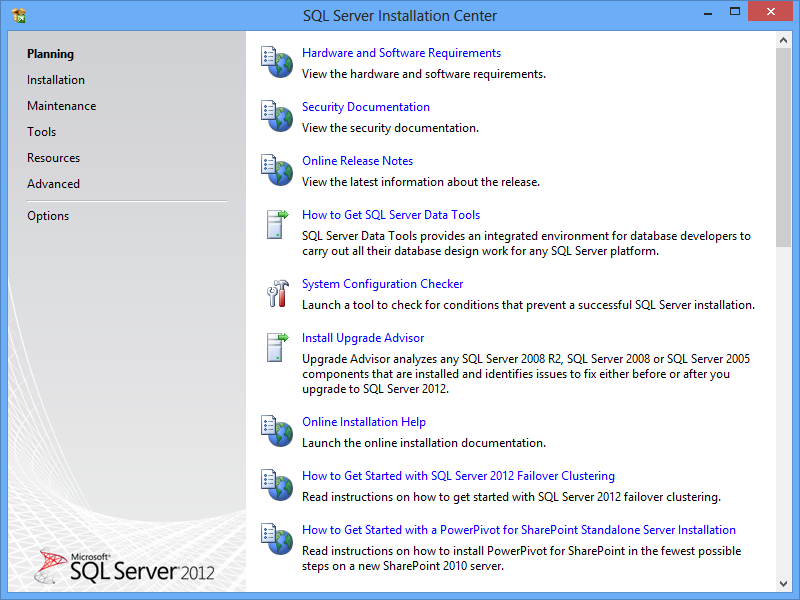 SQL Server Installation Center
Planning
Installation
Maintenance
Tools
Resources
Advanced
Options
Hardware and Software Requirements
View the hardware and software requirements.
Security Documentation
View the security documentation.
Online Release Notes
View the latest information about the release.
How to Get SQL Server Data Tools
SQL Server Data Tools provides an integrated environment for database developers to
carry out all their database design work for any SQL Server platform.
System Configuration Checker
Launch a tool to check for conditions that prevent a successful SQL Server installation.
Install Upgrade Advisor
Upgrade Advisor analyzes any SQL Server 2008 R2, SQL Server 2008 or SQL Server 2005
components that are installed and identifies issues to fix either before or after you
upgrade to SQL Server 2012.
Online Installation Help
Launch the online installation documentation.
How to Get Started with SQL Server 2012 Failover Clustering
Read instructions on how to get started with SQL Server 2012 failover clustering.
How to Get Started with a PowerPivot for SharePoint Standalone Server Installation
Read instructions on how to install PowerPivot for SharePoint in the fewest possible
steps on a new SharePoint 2010 server.
Microsoft®
SQL Server® 2012